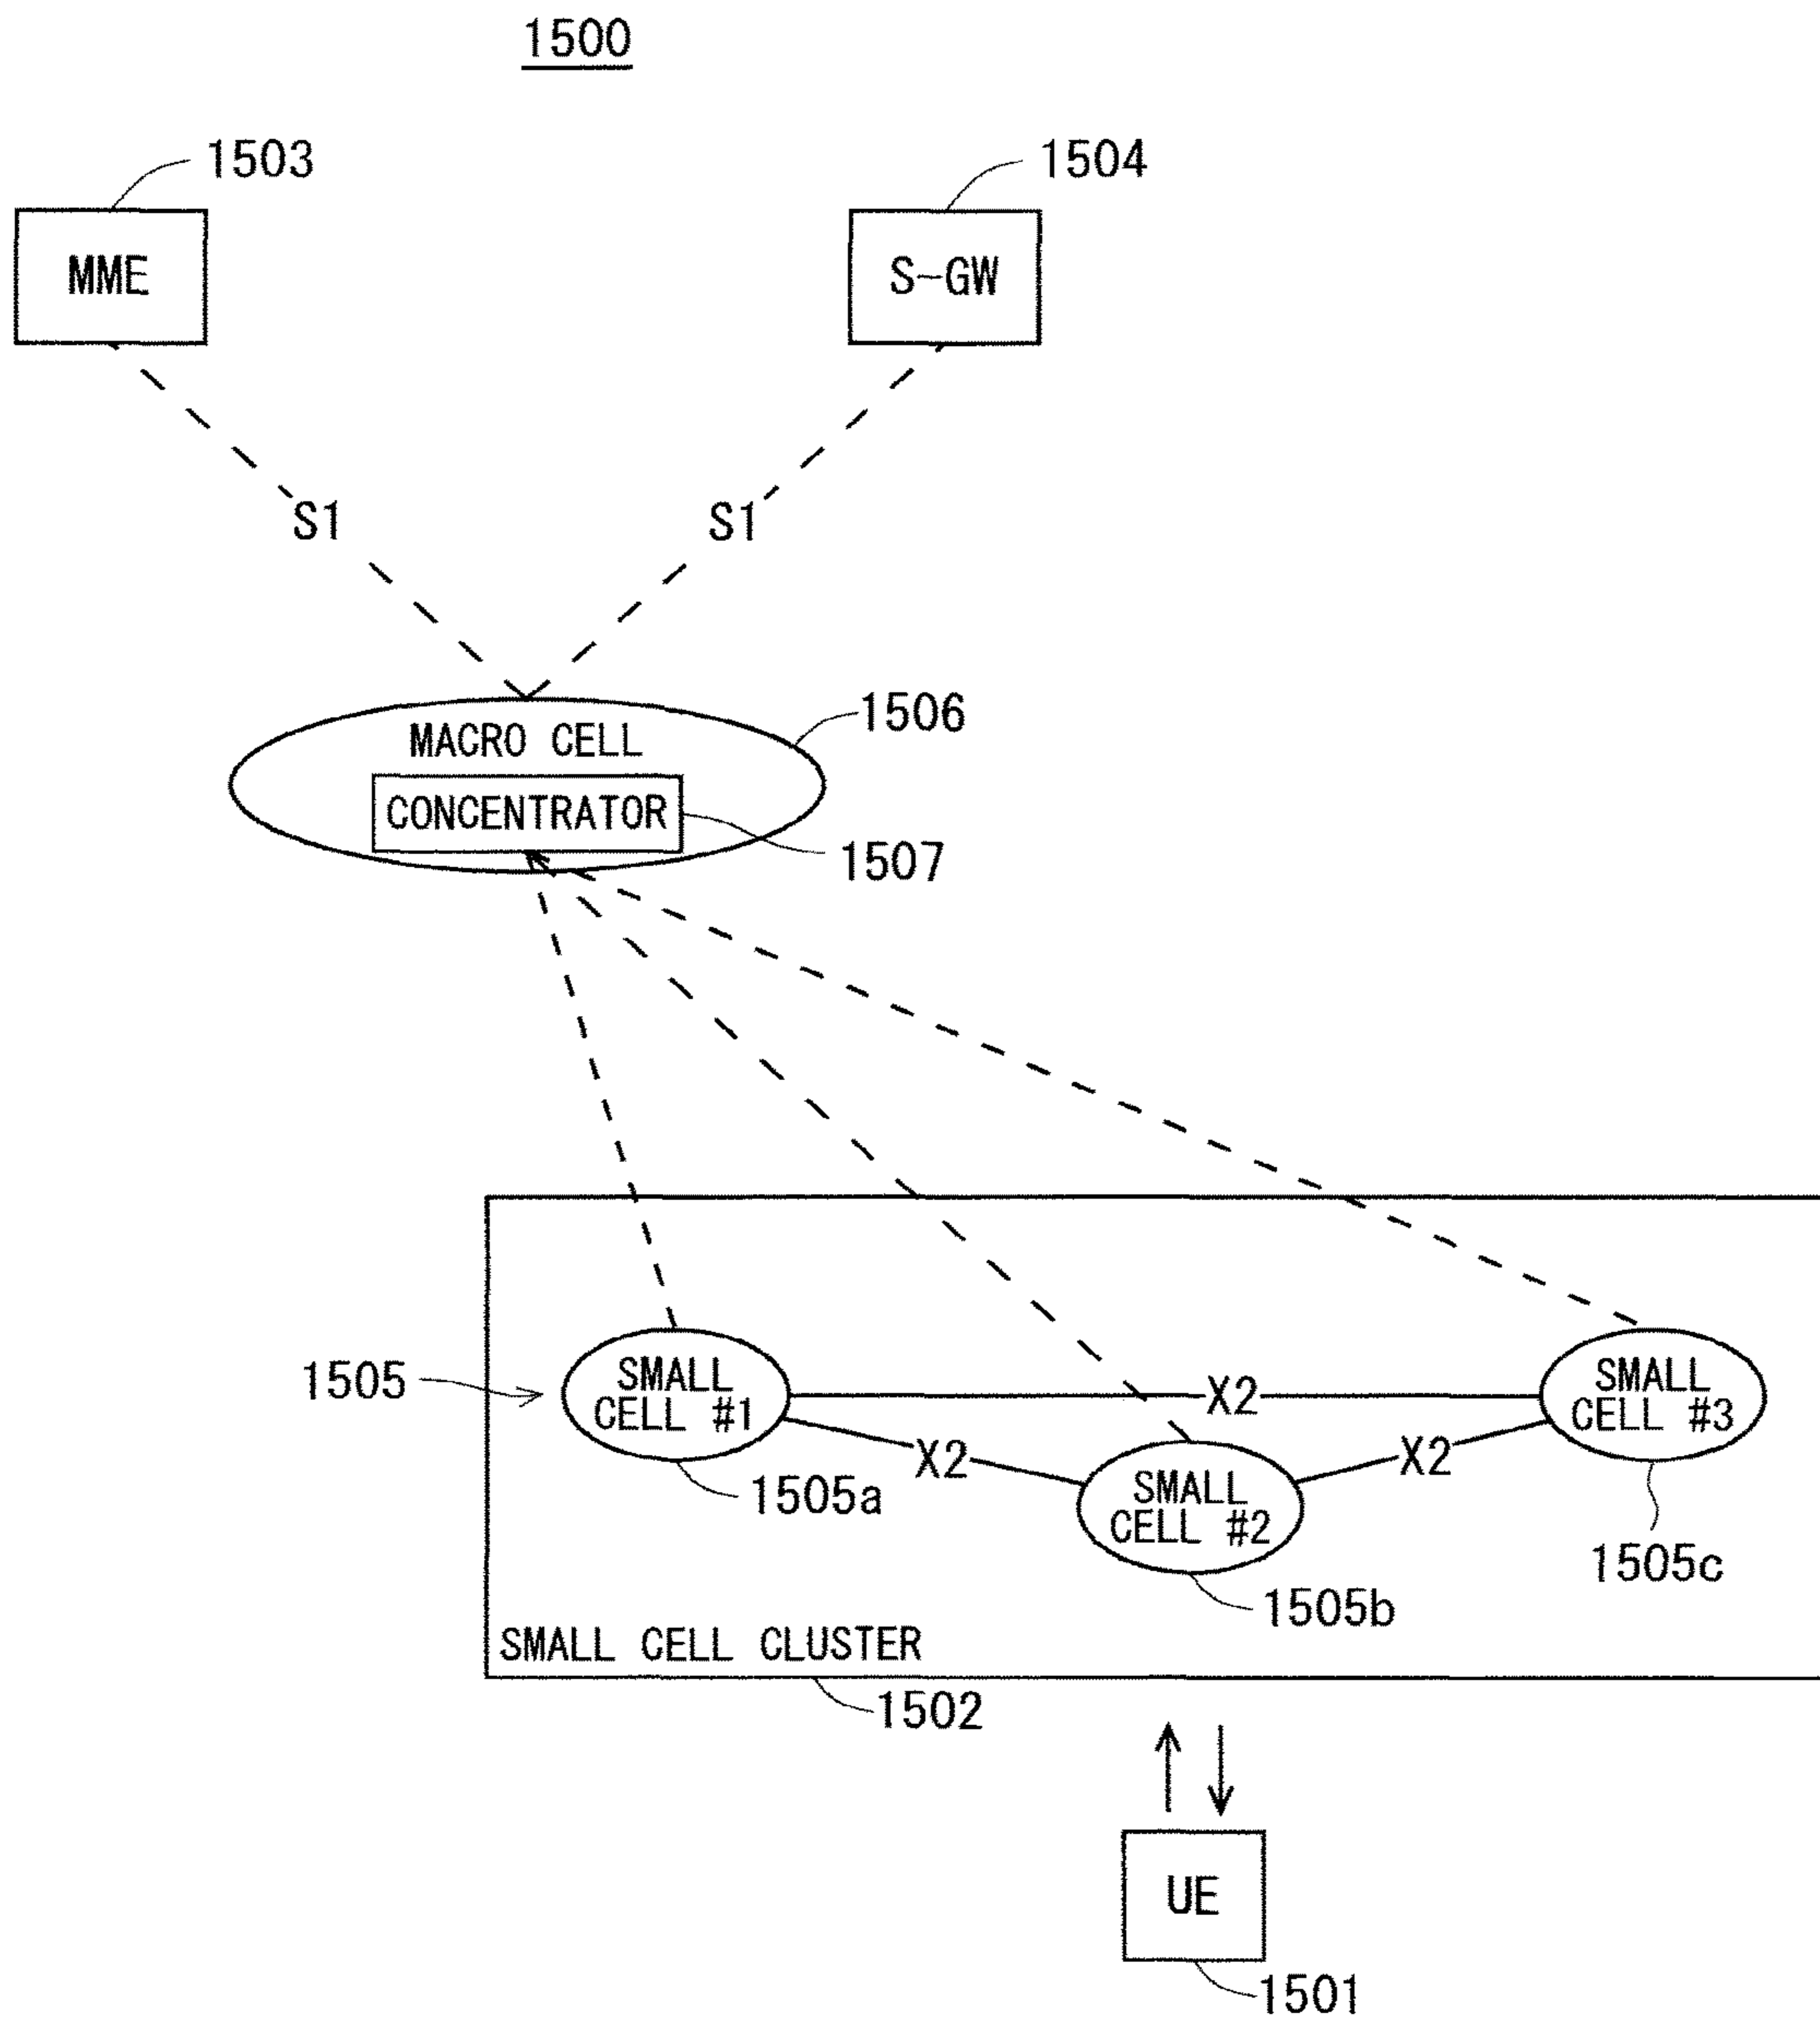 1500
1503
1504
MME
S-GW
S1
S1
1506
MACRO CELL
CONCENTRATOR
1507
1505
SMALL
CELL #1
X2
SMALL
CELL #3
X2
X2
1505a
SMALL
CELL #2
1505c
1505b
SMALL CELL CLUSTER
1502
UE
1501